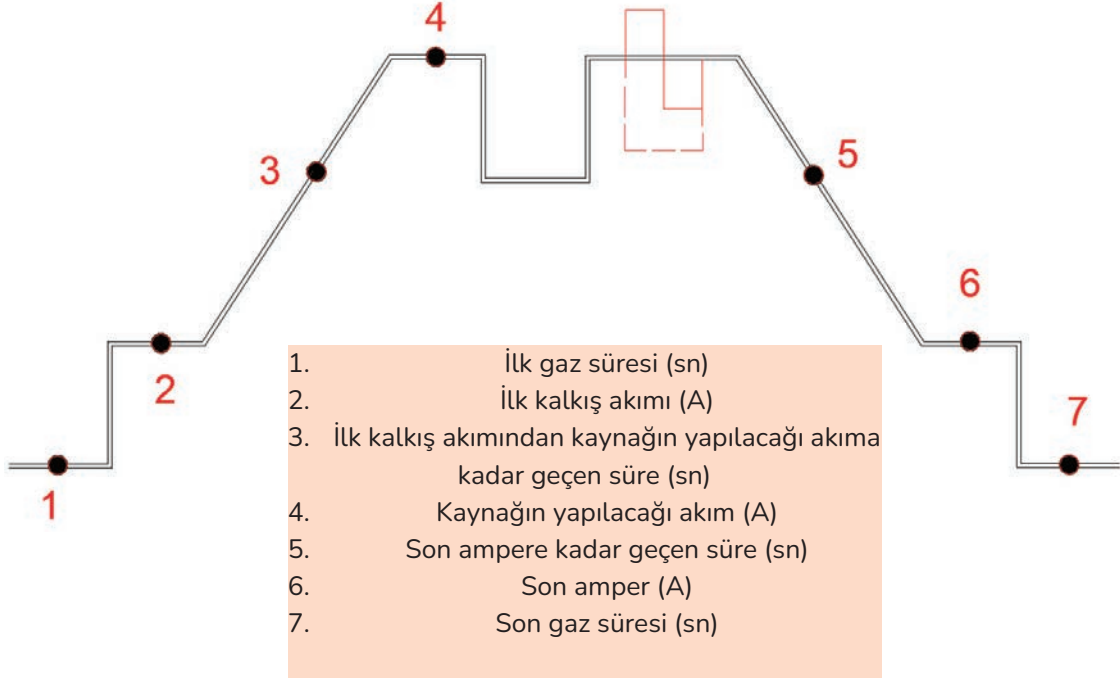 4
3
5
6
2
7
1
1. İlk gaz süresi (sn)
2. İlk kalkış akımı (A)
3. İlk kalkış akımından kaynağın yapılacağı akıma
kadar geçen süre (sn)
4. Kaynağın yapılacağı akım (A)
5. Son ampere kadar geçen süre (sn)
6. Son amper (A)
7. Son gaz süresi (sn)